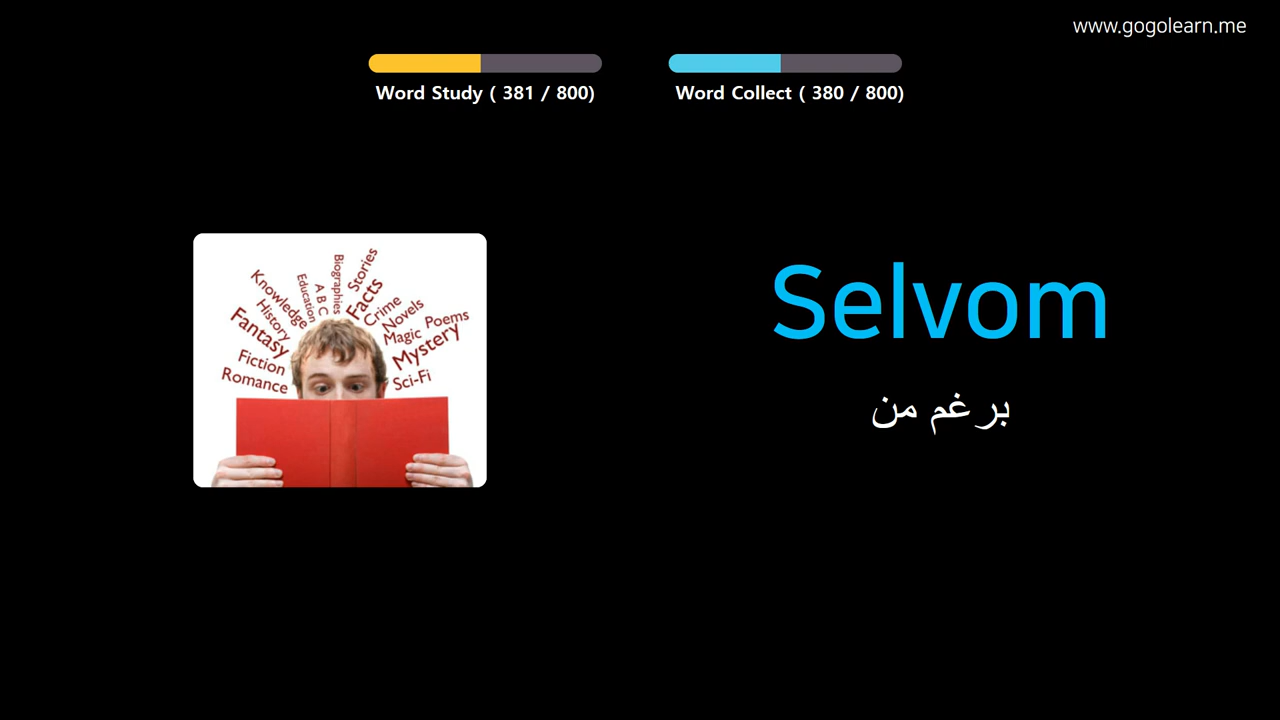 www.gogolearn.me
Word Study ( 381 / 800)
Word Collect ( 380 / 800)
Selvom
برغم من
Stories
Biographies
Facts
A B C
Education
Knowledge
Crime
History
Novels
Fantasy
Poems
Magic
Mystery
Fiction
Romance
Sci-Fi